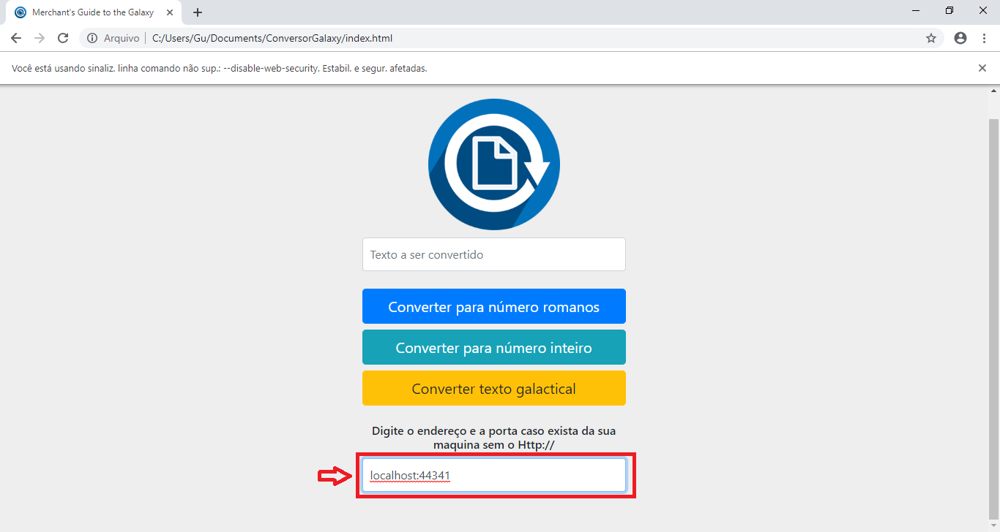 Merchant's Guide to the Galaxy
Arquivo C:/Users/Gu/Documents/ConversorGalaxy/index.html
Você está usando sinaliz. linha comando não sup.: --disable-web-security. Estabil. e segur. afetadas.
Texto a ser convertido
Converter para número romanos
Converter para número inteiro
Converter texto galactical
Digite o endereço e a porta caso exista da sua
maquina sem o Http://
localhost:44341